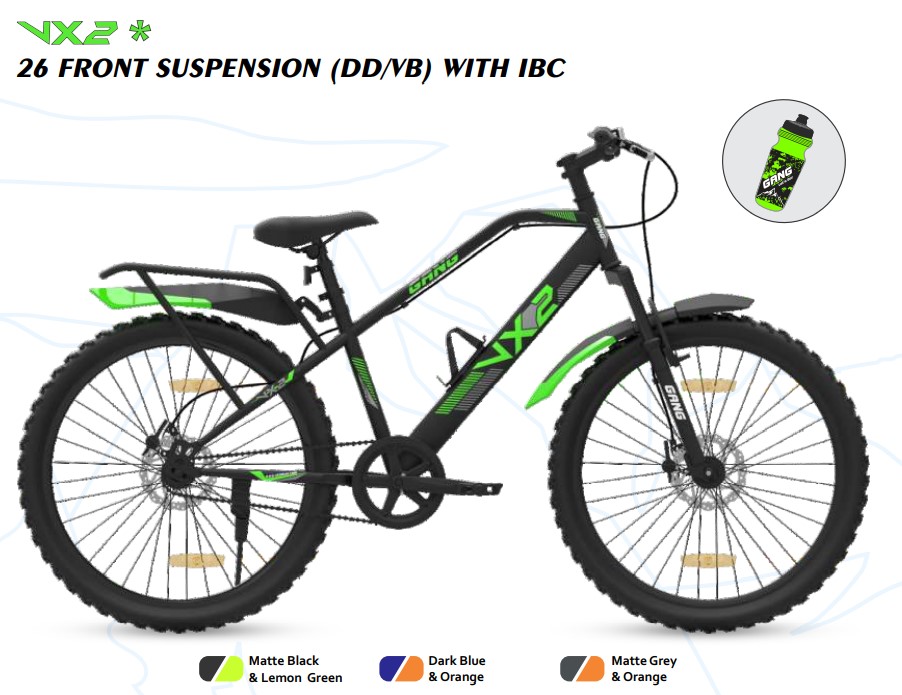 VX2 *
26 FRONT SUSPENSION (DD/VB) WITH IBC
GANG
GANG
GANG
VX2
VX2
GANG
Matte Black
& Lemon Green
Dark Blue
& Orange
Matte Grey
& Orange